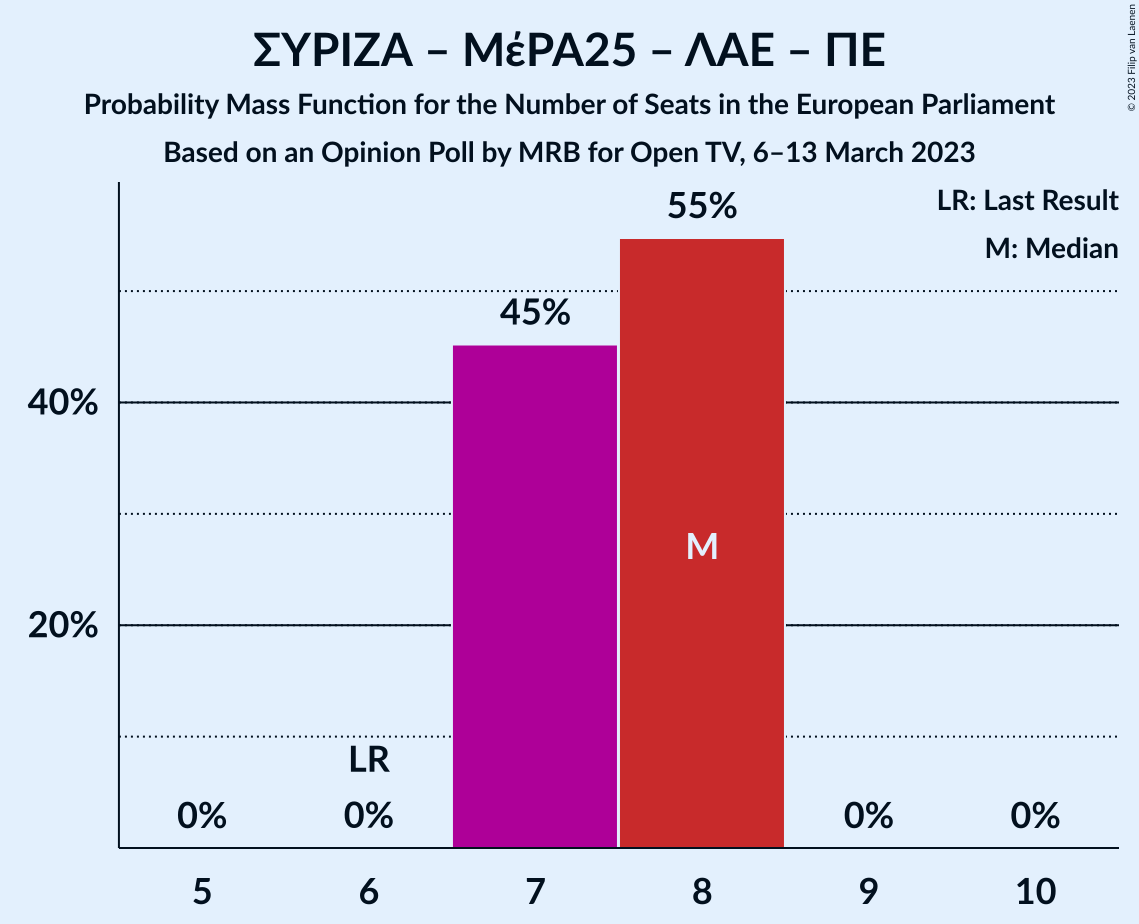 ΣΥΡΙΖΑ – ΜέΡΑ25 – ΛΑΕ – ΠΕ
Probability Mass Function for the Number of Seats in the European Parliament
Based on an Opinion Poll by MRB for Open TV, 6–13 March 2023
© 2023 Filip van Laenen
LR: Last Result
M: Median
55%
45%
40%
20%
M
LR
0%
0%
0%
0%
5
6
7
8
9
10